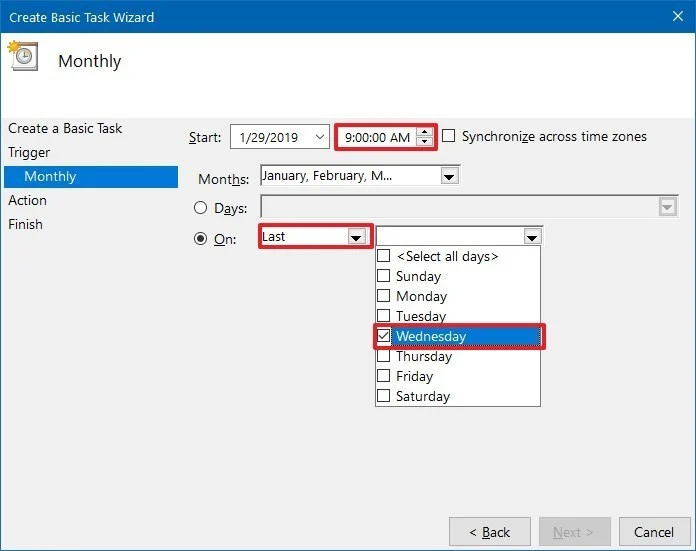 Create Basic Task Wizard
Monthly
Create a Basic Task
Trigger
Monthly
Action
Finish
Start: 1/29/2019 9:00:00 AM Synchronize across time zones
Months: January, February, M...
Days:
On: Last
<Select all days>
Sunday
Monday
Tuesday
Wednesday
Thursday
Friday
Saturday
< Back Next > Cancel